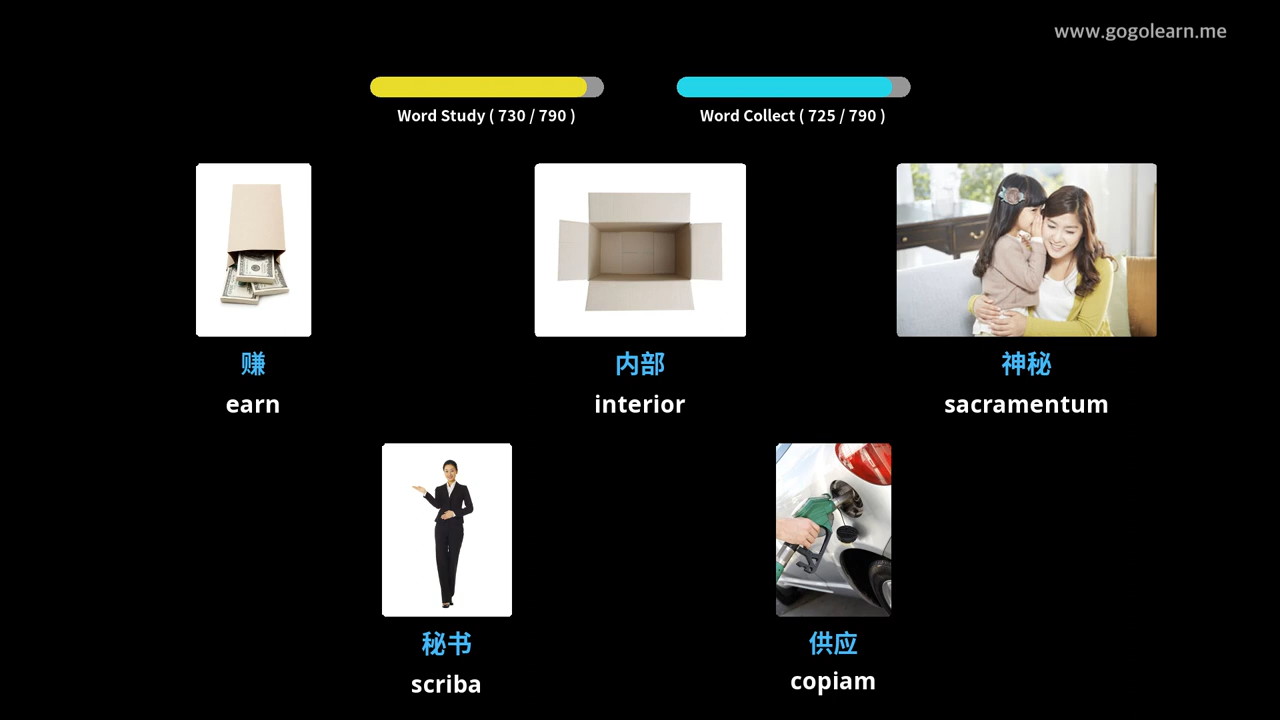 www.gogolearn.me
Word Study ( 730 / 790 )
Word Collect ( 725 / 790 )
赚
earn
内部
interior
神秘
sacramentum
秘书
scriba
供应
copiam